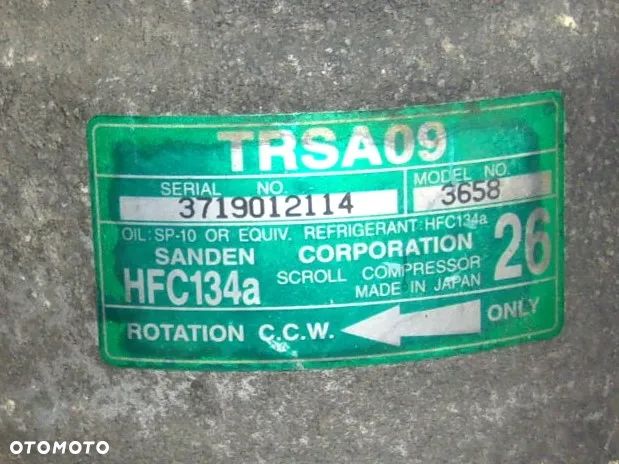 TRSA09
SERIAL NO. MODEL NO.
3719012114 3658
OIL:SP-10 OR EQUIV. REFRIGERANT:HFC134a
SANDEN CORPORATION 26
HFC134a SCROLL COMPRESSOR
MADE IN JAPAN
ROTATION C.C.W. ONLY
OTOMOTO